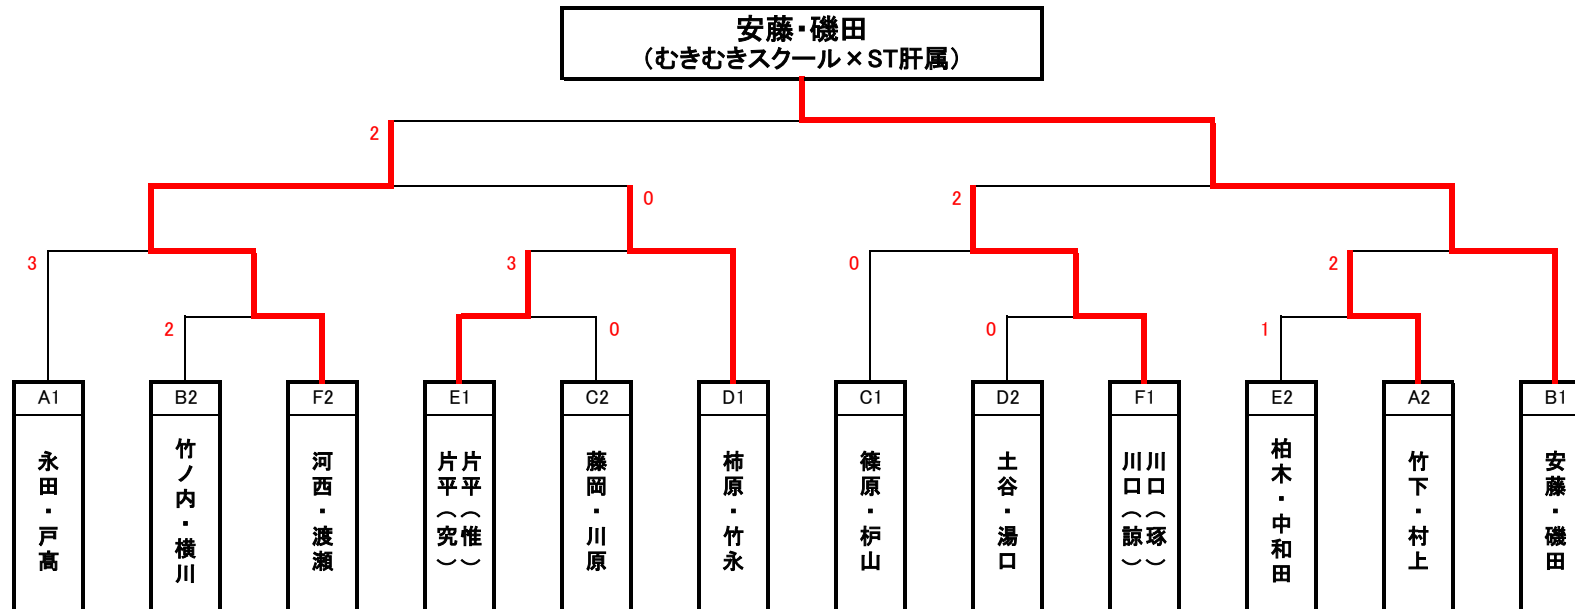 安藤・磯田
（むきむきスクール×ST肝属）
2
0
2
3
3
0
2
2
0
0
1
A1
B2
F2
E1
C2
D1
C1
D2
F1
E2
A2
B1
永田・戸高
竹ノ内・横川
河西・渡瀬
片平（惟）
片平（究）
藤岡・川原
柿原・竹永
篠原・枦山
土谷・湯口
川口（琢）
川口（諒）
柏木・中和田
竹下・村上
安藤・磯田